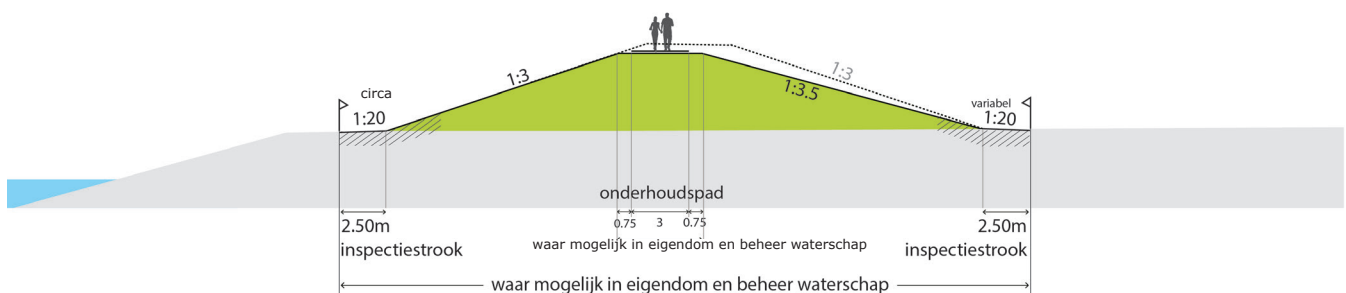 1:3
1:3
1:3.5
circa
1:20
variabel
1:20
onderhoudspad
0.75 3 0.75
2.50m
inspectiestrook
waar mogelijk in eigendom en beheer waterschap
2.50m
inspectiestrook
waar mogelijk in eigendom en beheer waterschap